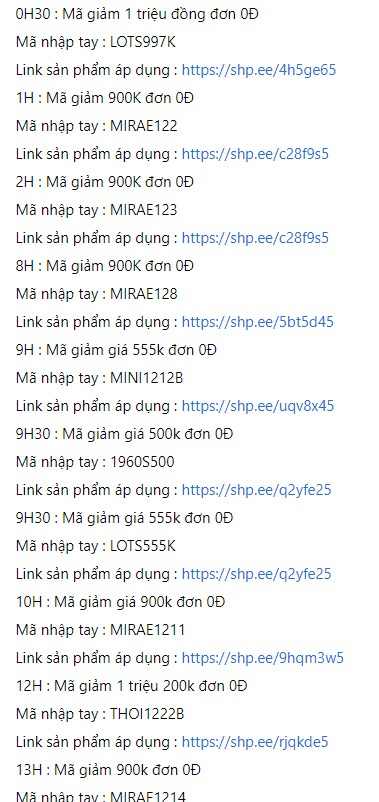 0H30 : Mã giảm 1 triệu đồng đơn 0Đ
Mã nhập tay : LOTS997K
Link sản phẩm áp dụng : https://shp.ee/4h5ge65
1H : Mã giảm 900K đơn 0Đ
Mã nhập tay : MIRAE122
Link sản phẩm áp dụng : https://shp.ee/c28f9s5
2H : Mã giảm 900K đơn 0Đ
Mã nhập tay : MIRAE123
Link sản phẩm áp dụng : https://shp.ee/c28f9s5
8H : Mã giảm 900K đơn 0Đ
Mã nhập tay : MIRAE128
Link sản phẩm áp dụng : https://shp.ee/5bt5d45
9H : Mã giảm giá 555k đơn 0Đ
Mã nhập tay : MINI1212B
Link sản phẩm áp dụng : https://shp.ee/uqv8x45
9H30 : Mã giảm giá 500k đơn 0Đ
Mã nhập tay : 1960S500
Link sản phẩm áp dụng : https://shp.ee/q2yfe25
9H30 : Mã giảm giá 555k đơn 0Đ
Mã nhập tay : LOTS555K
Link sản phẩm áp dụng : https://shp.ee/q2yfe25
10H : Mã giảm giá 900k đơn 0Đ
Mã nhập tay : MIRAE1211
Link sản phẩm áp dụng : https://shp.ee/9hqm3w5
12H : Mã giảm 1 triệu 200k đơn 0Đ
Mã nhập tay : THOI1222B
Link sản phẩm áp dụng : https://shp.ee/rjqkde5
13H : Mã giảm 900k đơn 0Đ
Mã nhập tay : MIRAE1214